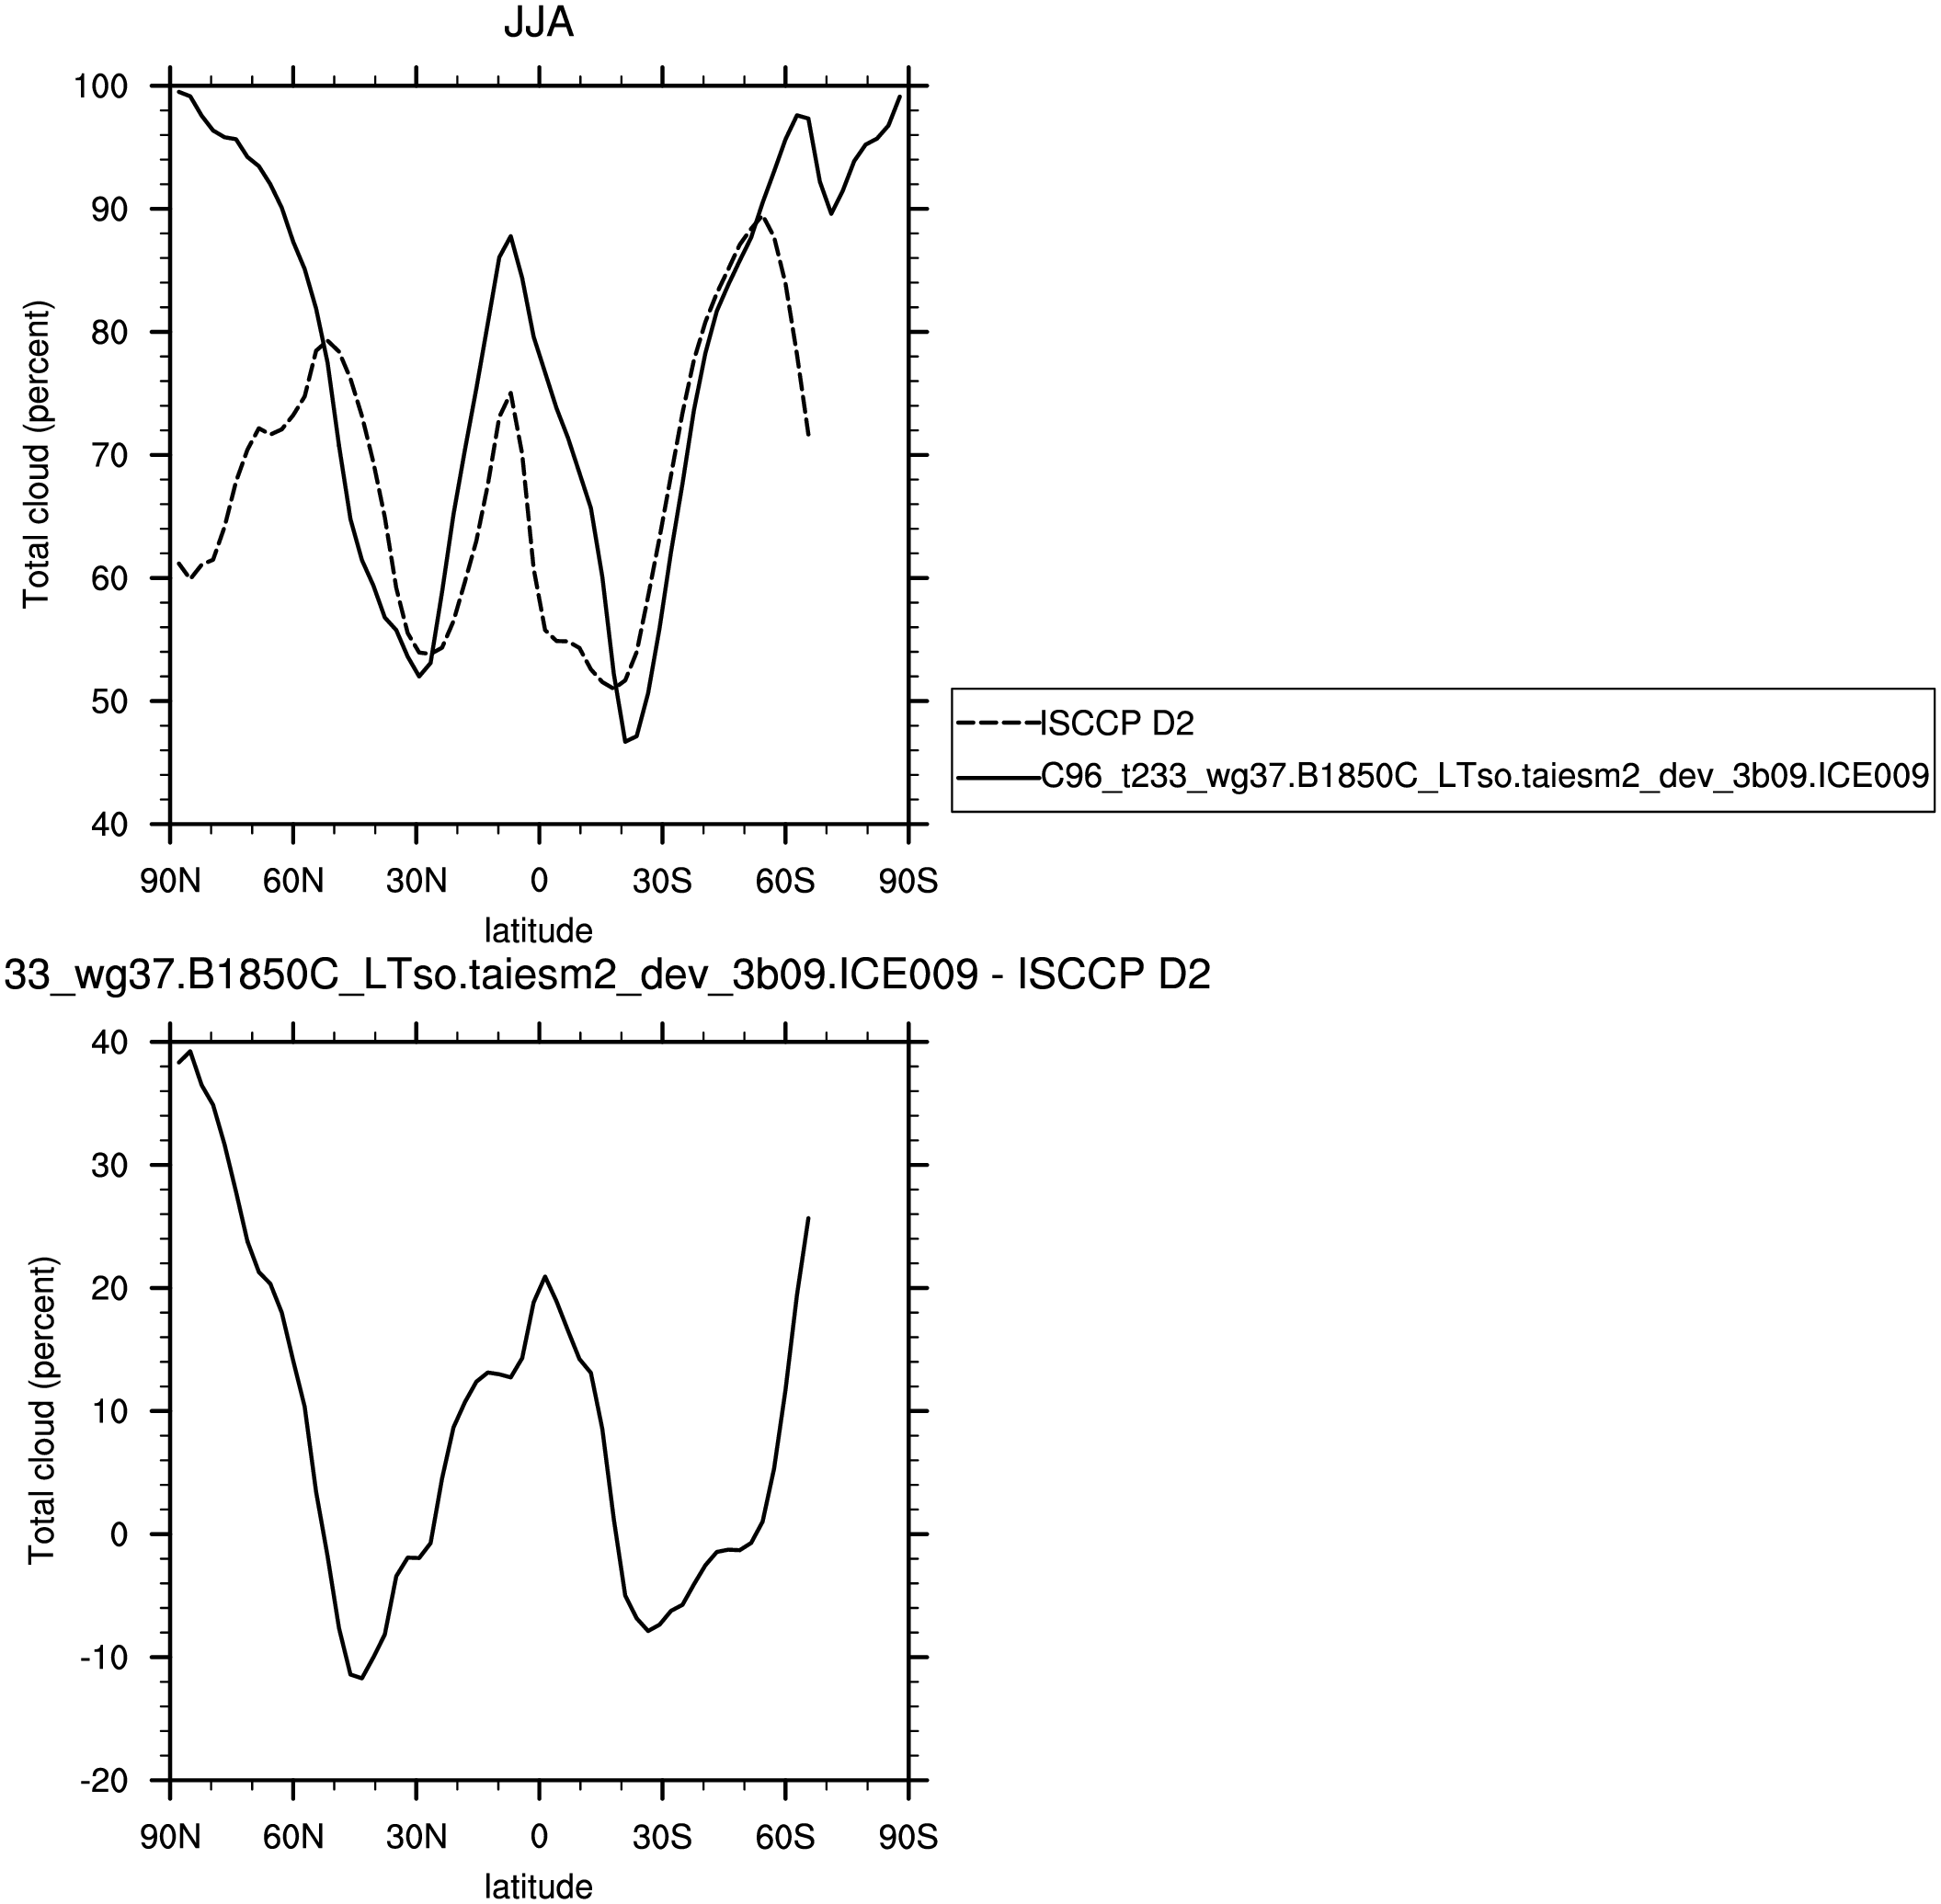 JJA
100
90
80
70
60
50
40
Total cloud (percent)
90N 60N 30N 0 30S 60S 90S
latitude
ISCCP D2
C96_t233_wg37.B1850C_LTso.taiesm2_dev_3b09.ICE009
33_wg37.B1850C_LTso.taiesm2_dev_3b09.ICE009 - ISCCP D2
40
30
20
10
0
-10
-20
Total cloud (percent)
90N 60N 30N 0 30S 60S 90S
latitude